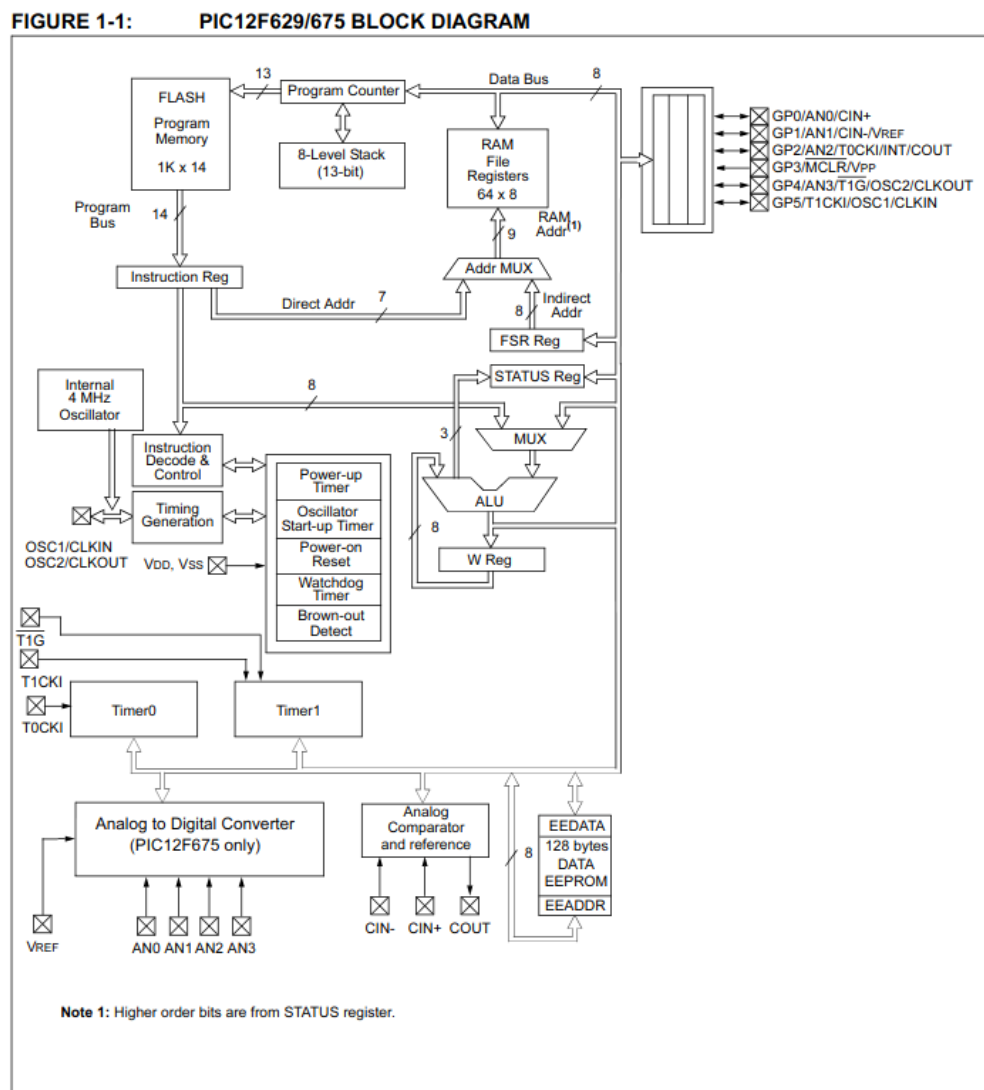 FIGURE 1-1: PIC12F629/675 BLOCK DIAGRAM
FLASH
Program
Memory
1K x 14
13
Program Counter
8-Level Stack
(13-bit)
Data Bus
8
RAM
File
Registers
64 x 8
GP0/AN0/CIN+
GP1/AN1/CIN-/VREF
GP2/AN2/T0CKI/INT/COUT
GP3/MCLR/VPP
GP4/AN3/T1G/OSC2/CLKOUT
GP5/T1CKI/OSC1/CLKIN
Program
Bus
14
RAM
Addr(1)
9
Instruction Reg
Addr MUX
Direct Addr
7
8
Indirect
Addr
FSR Reg
STATUS Reg
8
3
MUX
Internal
4 MHz
Oscillator
Instruction
Decode &
Control
Timing
Generation
OSC1/CLKIN
OSC2/CLKOUT
VDD, VSS
Power-up
Timer
Oscillator
Start-up Timer
Power-on
Reset
Watchdog
Timer
Brown-out
Detect
ALU
8
W Reg
T1G
T1CKI
T0CKI
Timer0
Timer1
Analog to Digital Converter
(PIC12F675 only)
Analog
Comparator
and reference
8
EEDATA
128 bytes
DATA
EEPROM
EEADDR
VREF
AN0 AN1 AN2 AN3
CIN- CIN+ COUT
Note 1: Higher order bits are from STATUS register.